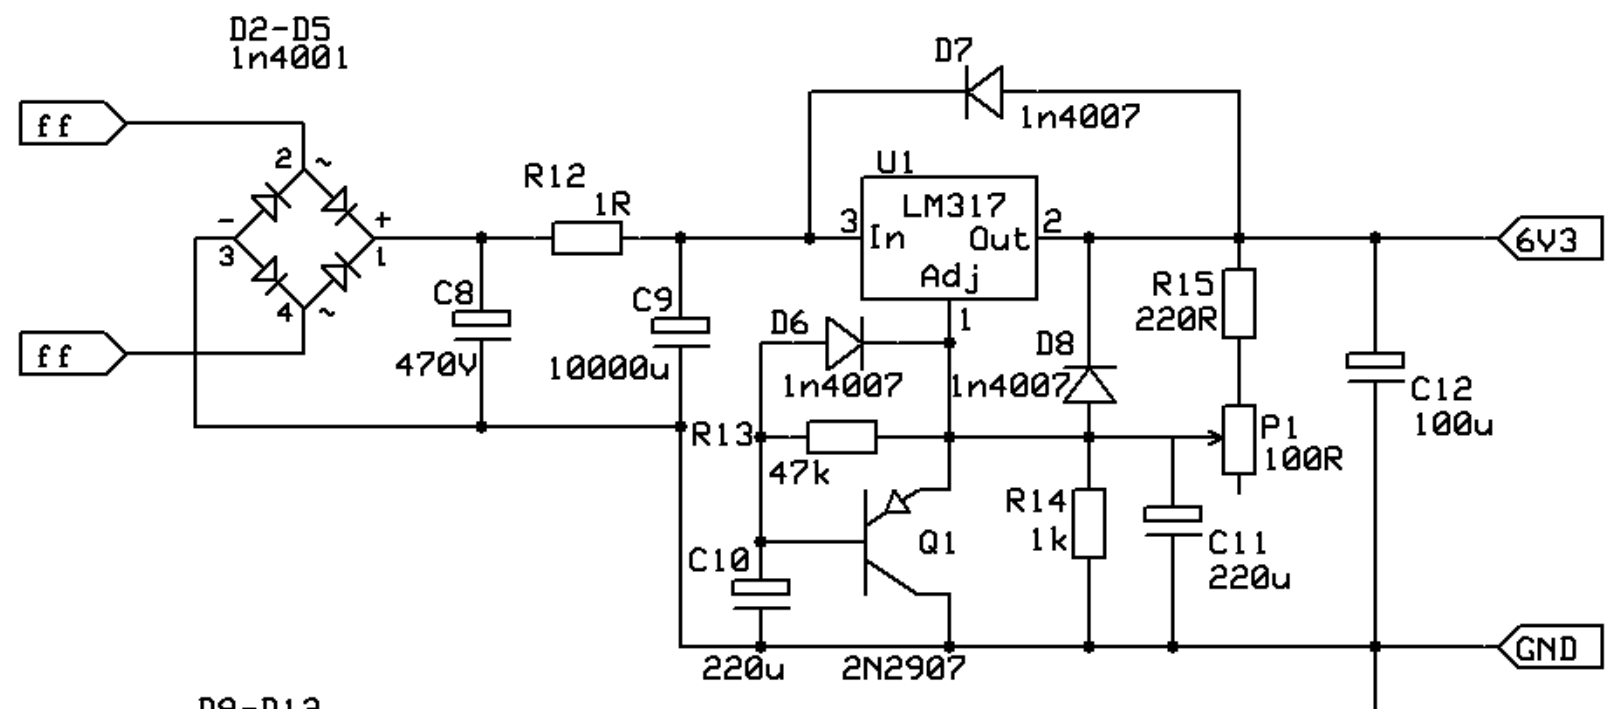 D2-D5
1n4001
ff
2
~
-
+
3
1
4
~
ff
R12
1R
C8
470V
C9
10000u
D7
1n4007
U1
LM317
3
In
Out
2
Adj
1
D6
1n4007
D8
1n4007
R15
220R
P1
100R
6V3
C12
100u
R13
47k
R14
1k
Q1
C10
220u
2N2907
C11
220u
GND
D9-D12